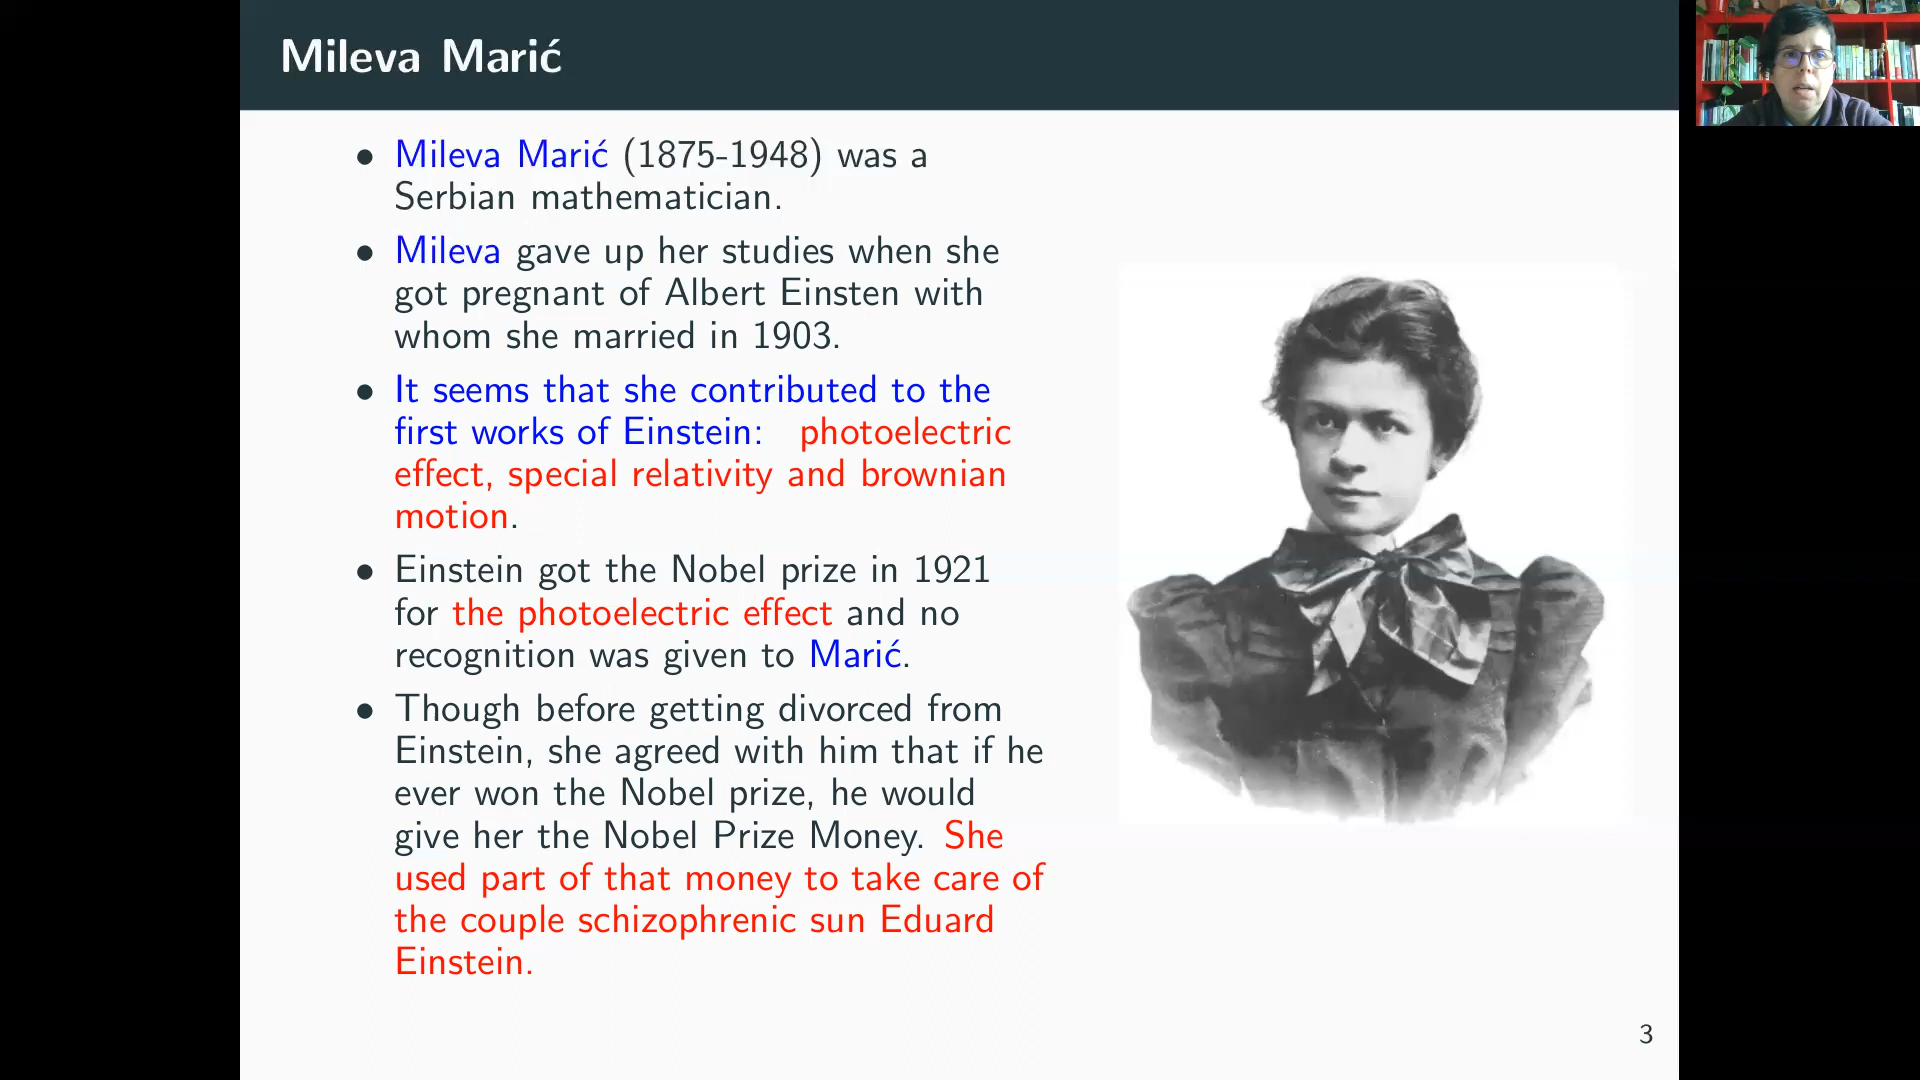 Mileva Marić
• Mileva Marić (1875-1948) was a
Serbian mathematician.
• Mileva gave up her studies when she
got pregnant of Albert Einsten with
whom she married in 1903.
• It seems that she contributed to the
first works of Einstein: photoelectric
effect, special relativity and brownian
motion.
• Einstein got the Nobel prize in 1921
for the photoelectric effect and no
recognition was given to Marić.
• Though before getting divorced from
Einstein, she agreed with him that if he
ever won the Nobel prize, he would
give her the Nobel Prize Money. She
used part of that money to take care of
the couple schizophrenic sun Eduard
Einstein.
3